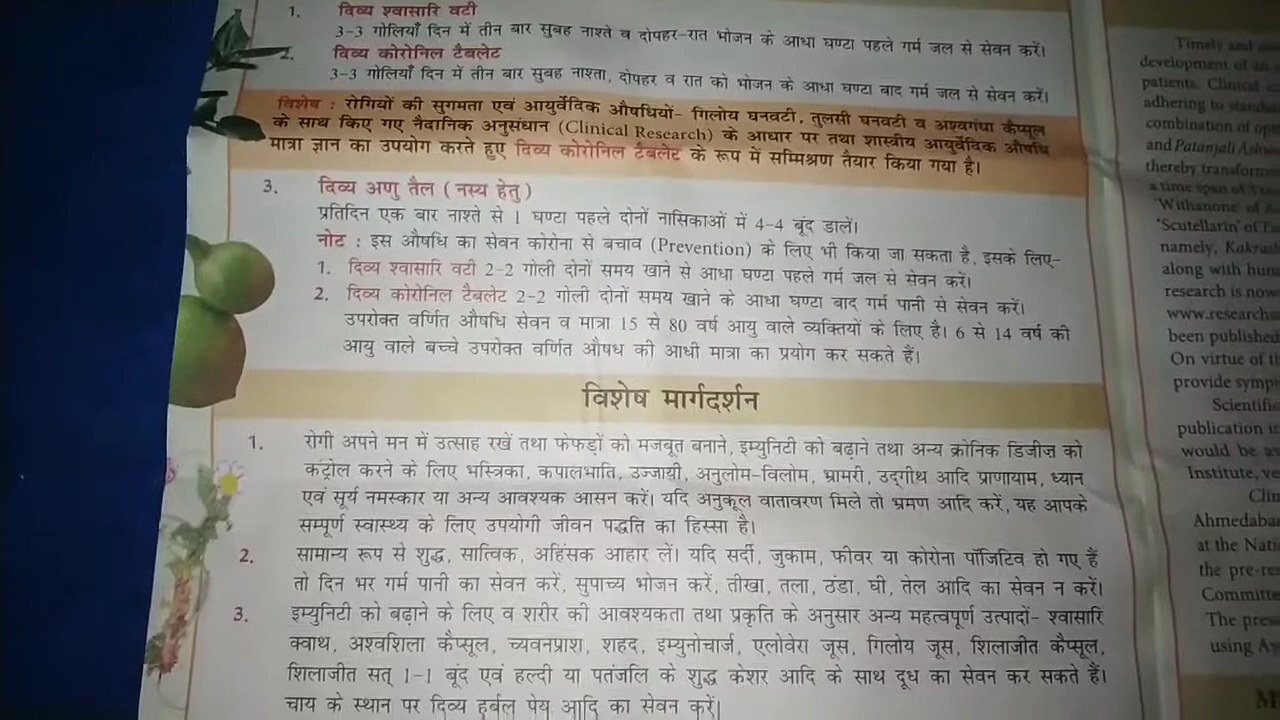 1. दिव्य श्वासारि वटी
3-3 गोलियाँ दिन में तीन बार सुबह नाश्ते व दोपहर-रात भोजन के आधा घण्टा पहले गर्म जल से सेवन करें।
2. दिव्य कोरोनिल टैबलेट
3-3 गोलियाँ दिन में तीन बार सुबह नाश्ता, दोपहर व रात को भोजन के आधा घण्टा बाद गर्म जल से सेवन करें।
विशेष : रोगियों की सुगमता एवं आयुर्वेदिक औषधियों- गिलोय घनवटी, तुलसी घनवटी व अश्वगंधा कैप्सूल
के साथ किए गए नैदानिक अनुसंधान (Clinical Research) के आधार पर तथा शास्त्रीय आयुर्वेदिक औषधि
मात्रा ज्ञान का उपयोग करते हुए दिव्य कोरोनिल टैबलेट के रूप में सम्मिश्रण तैयार किया गया है।
3. दिव्य अणु तैल (नस्य हेतु)
प्रतिदिन एक बार नाश्ते से 1 घण्टा पहले दोनों नासिकाओं में 4-4 बूंद डालें।
नोट : इस औषधि का सेवन कोरोना से बचाव (Prevention) के लिए भी किया जा सकता है, इसके लिए-
1. दिव्य श्वासारि वटी 2-2 गोली दोनों समय खाने से आधा घण्टा पहले गर्म जल से सेवन करें।
2. दिव्य कोरोनिल टैबलेट 2-2 गोली दोनों समय खाने के आधा घण्टा बाद गर्म पानी से सेवन करें।
उपरोक्त वर्णित औषधि सेवन व मात्रा 15 से 80 वर्ष आयु वाले व्यक्तियों के लिए है। 6 से 14 वर्ष की
आयु वाले बच्चे उपरोक्त वर्णित औषध की आधी मात्रा का प्रयोग कर सकते हैं।
विशेष मार्गदर्शन
1. रोगी अपने मन में उत्साह रखें तथा फेफड़ों को मजबूत बनाने, इम्युनिटी को बढ़ाने तथा अन्य क्रोनिक डिजीज को
कंट्रोल करने के लिए भस्त्रिका, कपालभाति, उज्जायी, अनुलोम-विलोम, भ्रामरी, उद्गीथ आदि प्राणायाम, ध्यान
एवं सूर्य नमस्कार या अन्य आवश्यक आसन करें। यदि अनुकूल वातावरण मिले तो भ्रमण आदि करें, यह आपके
सम्पूर्ण स्वास्थ्य के लिए उपयोगी जीवन पद्धति का हिस्सा है।
2. सामान्य रूप से शुद्ध, सात्विक, अहिंसक आहार लें। यदि सर्दी, जुकाम, फीवर या कोरोना पॉजिटिव हो गए हैं
तो दिन भर गर्म पानी का सेवन करें, सुपाच्य भोजन करें, तीखा, तला, ठंडा, घी, तेल आदि का सेवन न करें।
3. इम्युनिटी को बढ़ाने के लिए व शरीर की आवश्यकता तथा प्रकृति के अनुसार अन्य महत्वपूर्ण उत्पादों- श्वासारि
क्वाथ, अश्वशिला कैप्सूल, च्यवनप्राश, शहद, इम्युनोचार्ज, एलोवेरा जूस, गिलोय जूस, शिलाजीत कैप्सूल,
शिलाजीत सत् 1-1 बूंद एवं हल्दी या पतंजलि के शुद्ध केशर आदि के साथ दूध का सेवन कर सकते हैं।
चाय के स्थान पर दिव्य हर्बल पेय आदि का सेवन करें।
Timely and
development of an
patients. Clinical
adhering to
combination of
and Patanjali
thereby
a time span of
'Withanone' of
'Scutellarin' of
namely,
along with
research is now
www.
been published
On virtue of
provide
publication
would be
Institute,
Ahmedaba
at the
the
Committe
The
using